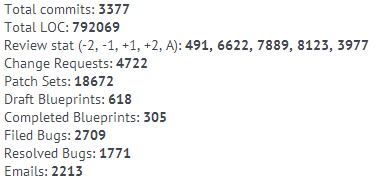 Total commits: 3377
Total LOC: 792069
Review stat (-2, -1, +1, +2, A): 491, 6622, 7889, 8123, 3977
Change Requests: 4722
Patch Sets: 18672
Draft Blueprints: 618
Completed Blueprints: 305
Filed Bugs: 2709
Resolved Bugs: 1771
Emails: 2213